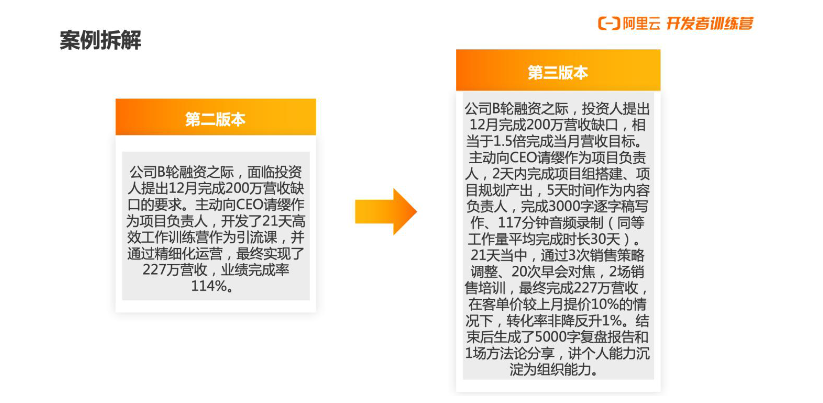 阿里云 开发者训练营
案例拆解
第二版本
公司B轮融资之际，面临投资
人提出12月完成200万营收缺
口的要求。主动向CEO请缨作
为项目负责人，开发了21天高
效工作训练营作为引流课，并
通过精细化运营，最终实现了
227万营收，业绩完成率
114%。
第三版本
公司B轮融资之际，投资人提出
12月完成200万营收缺口，相
当于1.5倍完成当月营收目标。
主动向CEO请缨作为项目负责
人，2天内完成项目组搭建、项
目规划产出，5天时间作为内容
负责人，完成3000字逐字稿写
作、117分钟音频录制（同等
工作量平均完成时长30天）。
21天当中，通过3次销售策略
调整、20次早会对焦，2场销
售培训，最终完成227万营收，
在客单价较上月提价10%的情
况下，转化率非降反升1%。结
束后生成了5000字复盘报告和
1场方法论分享，讲个人能力沉
淀为组织能力。